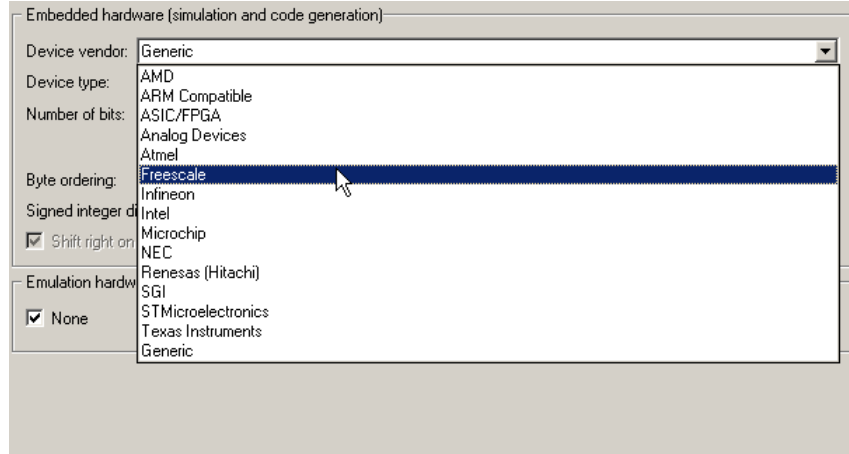 Embedded hardware (simulation and code generation)
Device vendor: Generic
Device type:
AMD
ARM Compatible
Number of bits:
ASIC/FPGA
Analog Devices
Atmel
Byte ordering:
Freescale
Infineon
Signed integer di
Intel
Microchip
Shift right on
NEC
Renesas (Hitachi)
Emulation hardw
SGI
STMicroelectronics
None
Texas Instruments
Generic